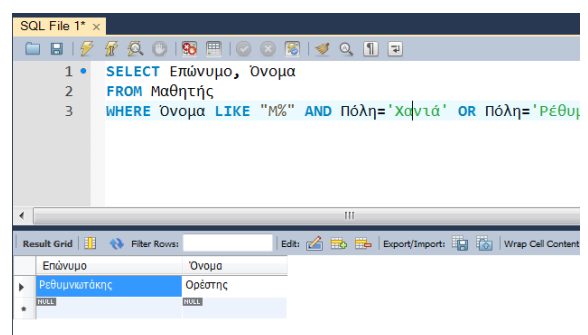 SQL File 1* ×
1 SELECT Επώνυμο, Όνομα
2 FROM Μαθητής
3 WHERE Όνομα LIKE "Μ%" AND Πόλη='Χανιά' OR Πόλη='Ρέθυμ
Result Grid Filter Rows: Edit: Export/Import: Wrap Cell Content
Επώνυμο Όνομα
Ρεθυμνιωτάκης Ορέστης
NULL NULL